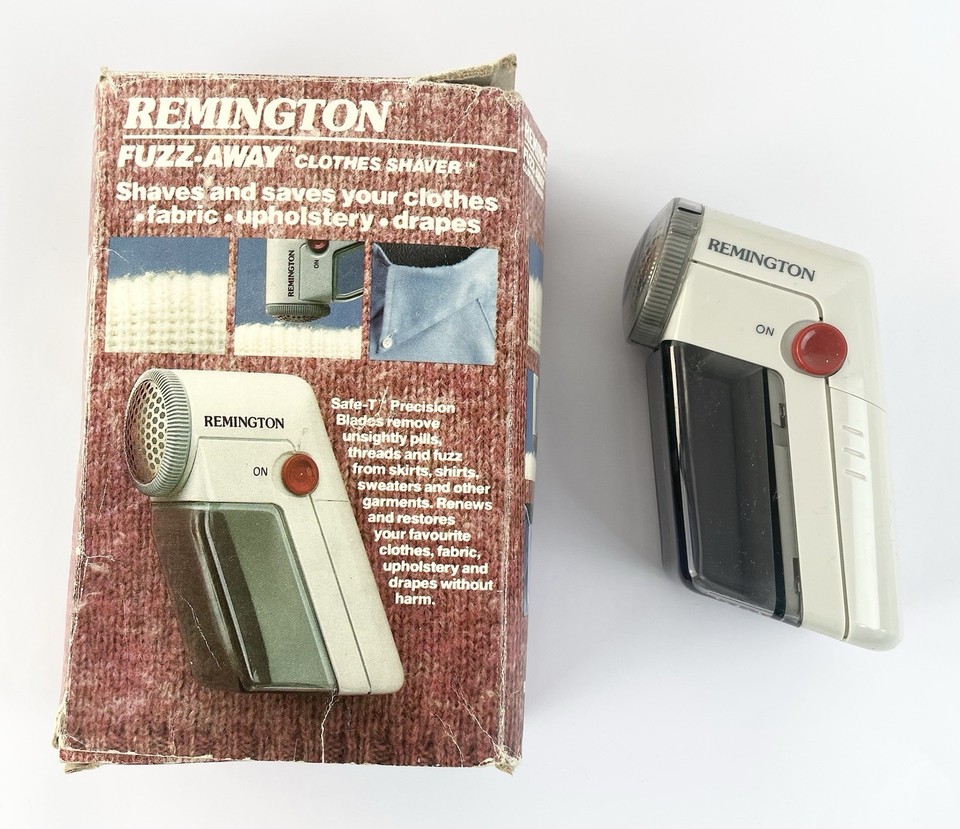 REMINGTON
FUZZ-AWAY™ CLOTHES SHAVER™
Shaves and saves your clothes
• fabric • upholstery • drapes
REMINGTON
ON
REMINGTON
ON
Safe-T™ Precision
Blades remove
unsightly pills,
threads and fuzz
from skirts, shirts,
sweaters and other
garments. Renews
and restores
your favourite
clothes, fabric,
upholstery and
drapes without
harm.
REMINGTON
ON